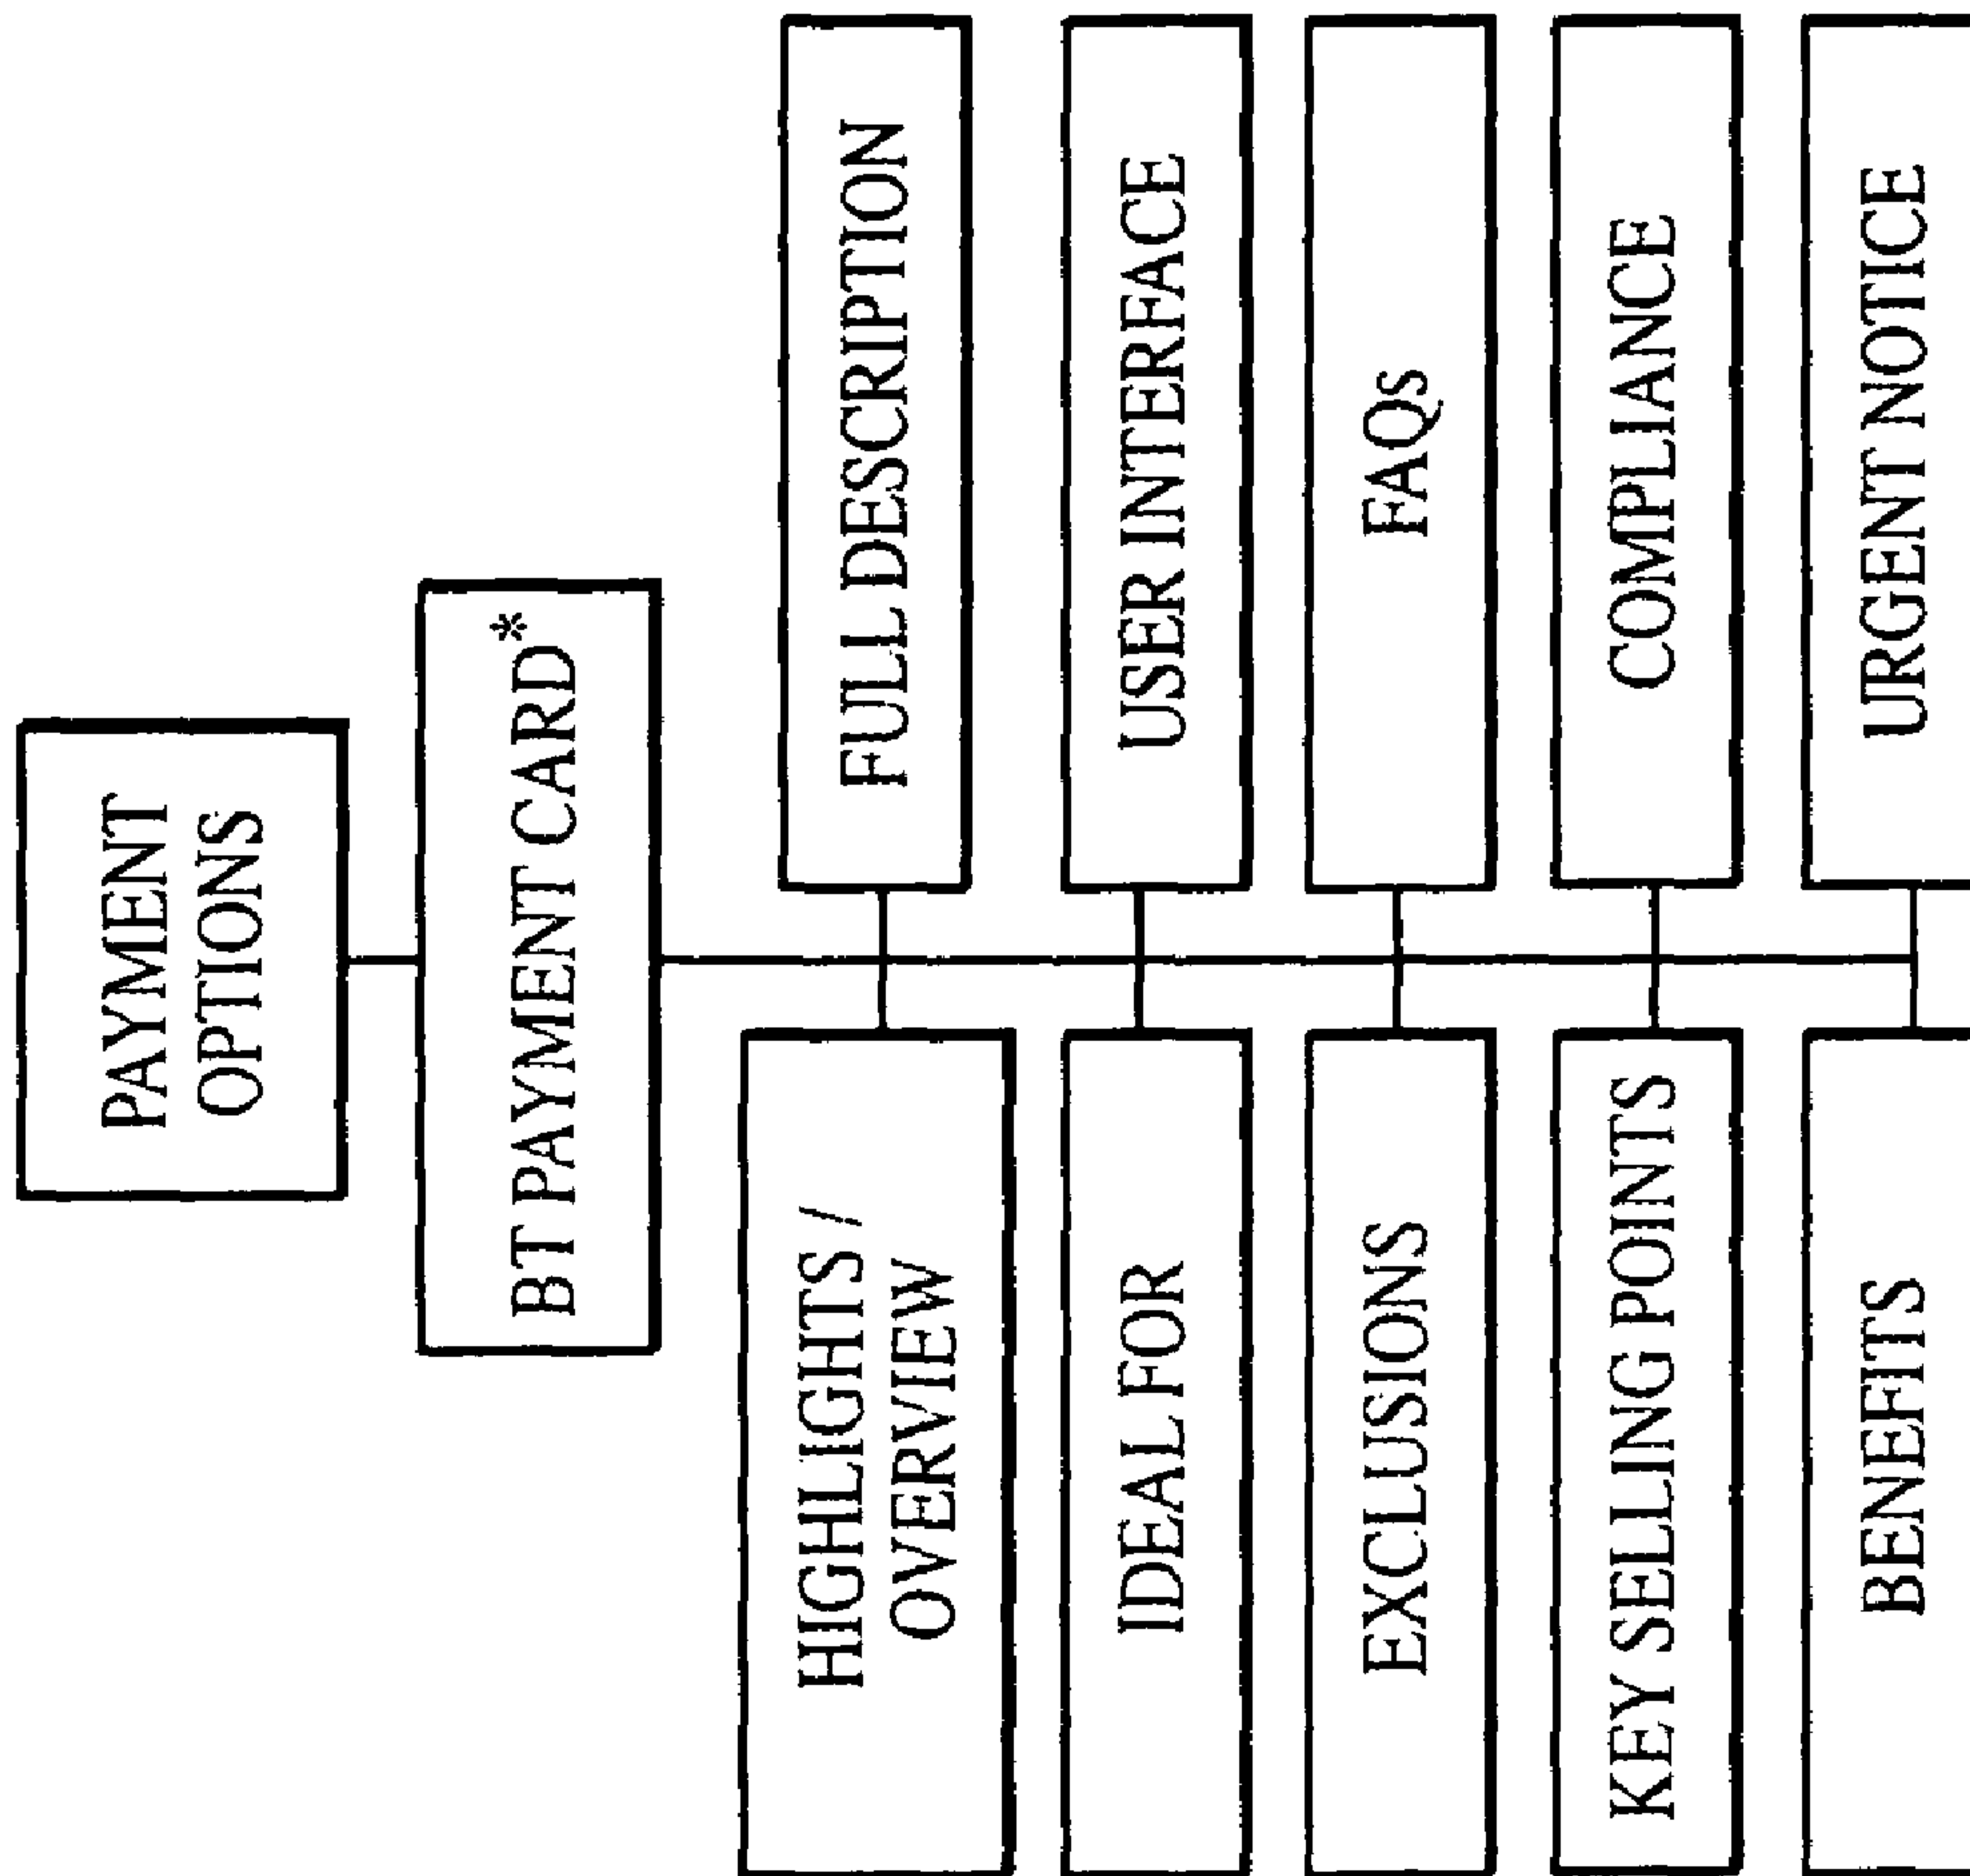 PAYMENT
OPTIONS
BT PAYMENT CARD*
HIGHLIGHTS /
OVERVIEW
FULL DESCRIPTION
IDEAL FOR
USER INTERFACE
EXCLUSIONS
FAQs
KEY SELLING POINTS
COMPLIANCE
BENEFITS
URGENT NOTICE